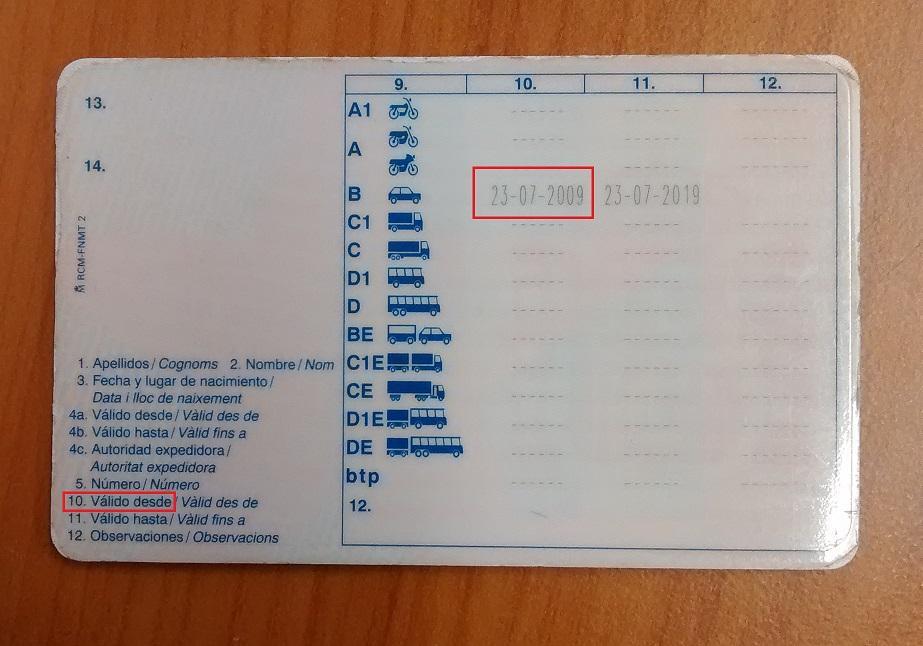 13.
14.
M RCM-FNMT 2
1. Apellidos / Cognoms 2. Nombre / Nom
3. Fecha y lugar de nacimiento /
Data i lloc de naixement
4a. Válido desde / Vàlid des de
4b. Válido hasta / Vàlid fins a
4c. Autoridad expedidora /
Autoritat expedidora
5. Número / Número
10. Válido desde / Vàlid des de
11. Válido hasta / Vàlid fins a
12. Observaciones / Observacions
9. 10. 11. 12.
A1
A
B 23-07-2009 23-07-2019
C1
C
D1
D
BE
C1E
CE
D1E
DE
btp
12.